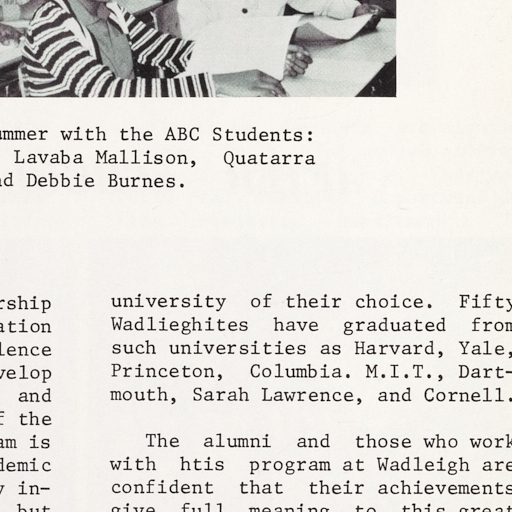 ummer with the ABC Students:
Lavaba Mallison, Quatarra
nd Debbie Burnes.
rship
ation
lence
velop
and
f the
am is
demic
y in-
but
university of their choice. Fifty
Wadlieghites have graduated from
such universities as Harvard, Yale,
Princeton, Columbia. M.I.T., Dart-
mouth, Sarah Lawrence, and Cornell.
The alumni and those who work
with htis program at Wadleigh are
confident that their achievements
give full meaning to this great